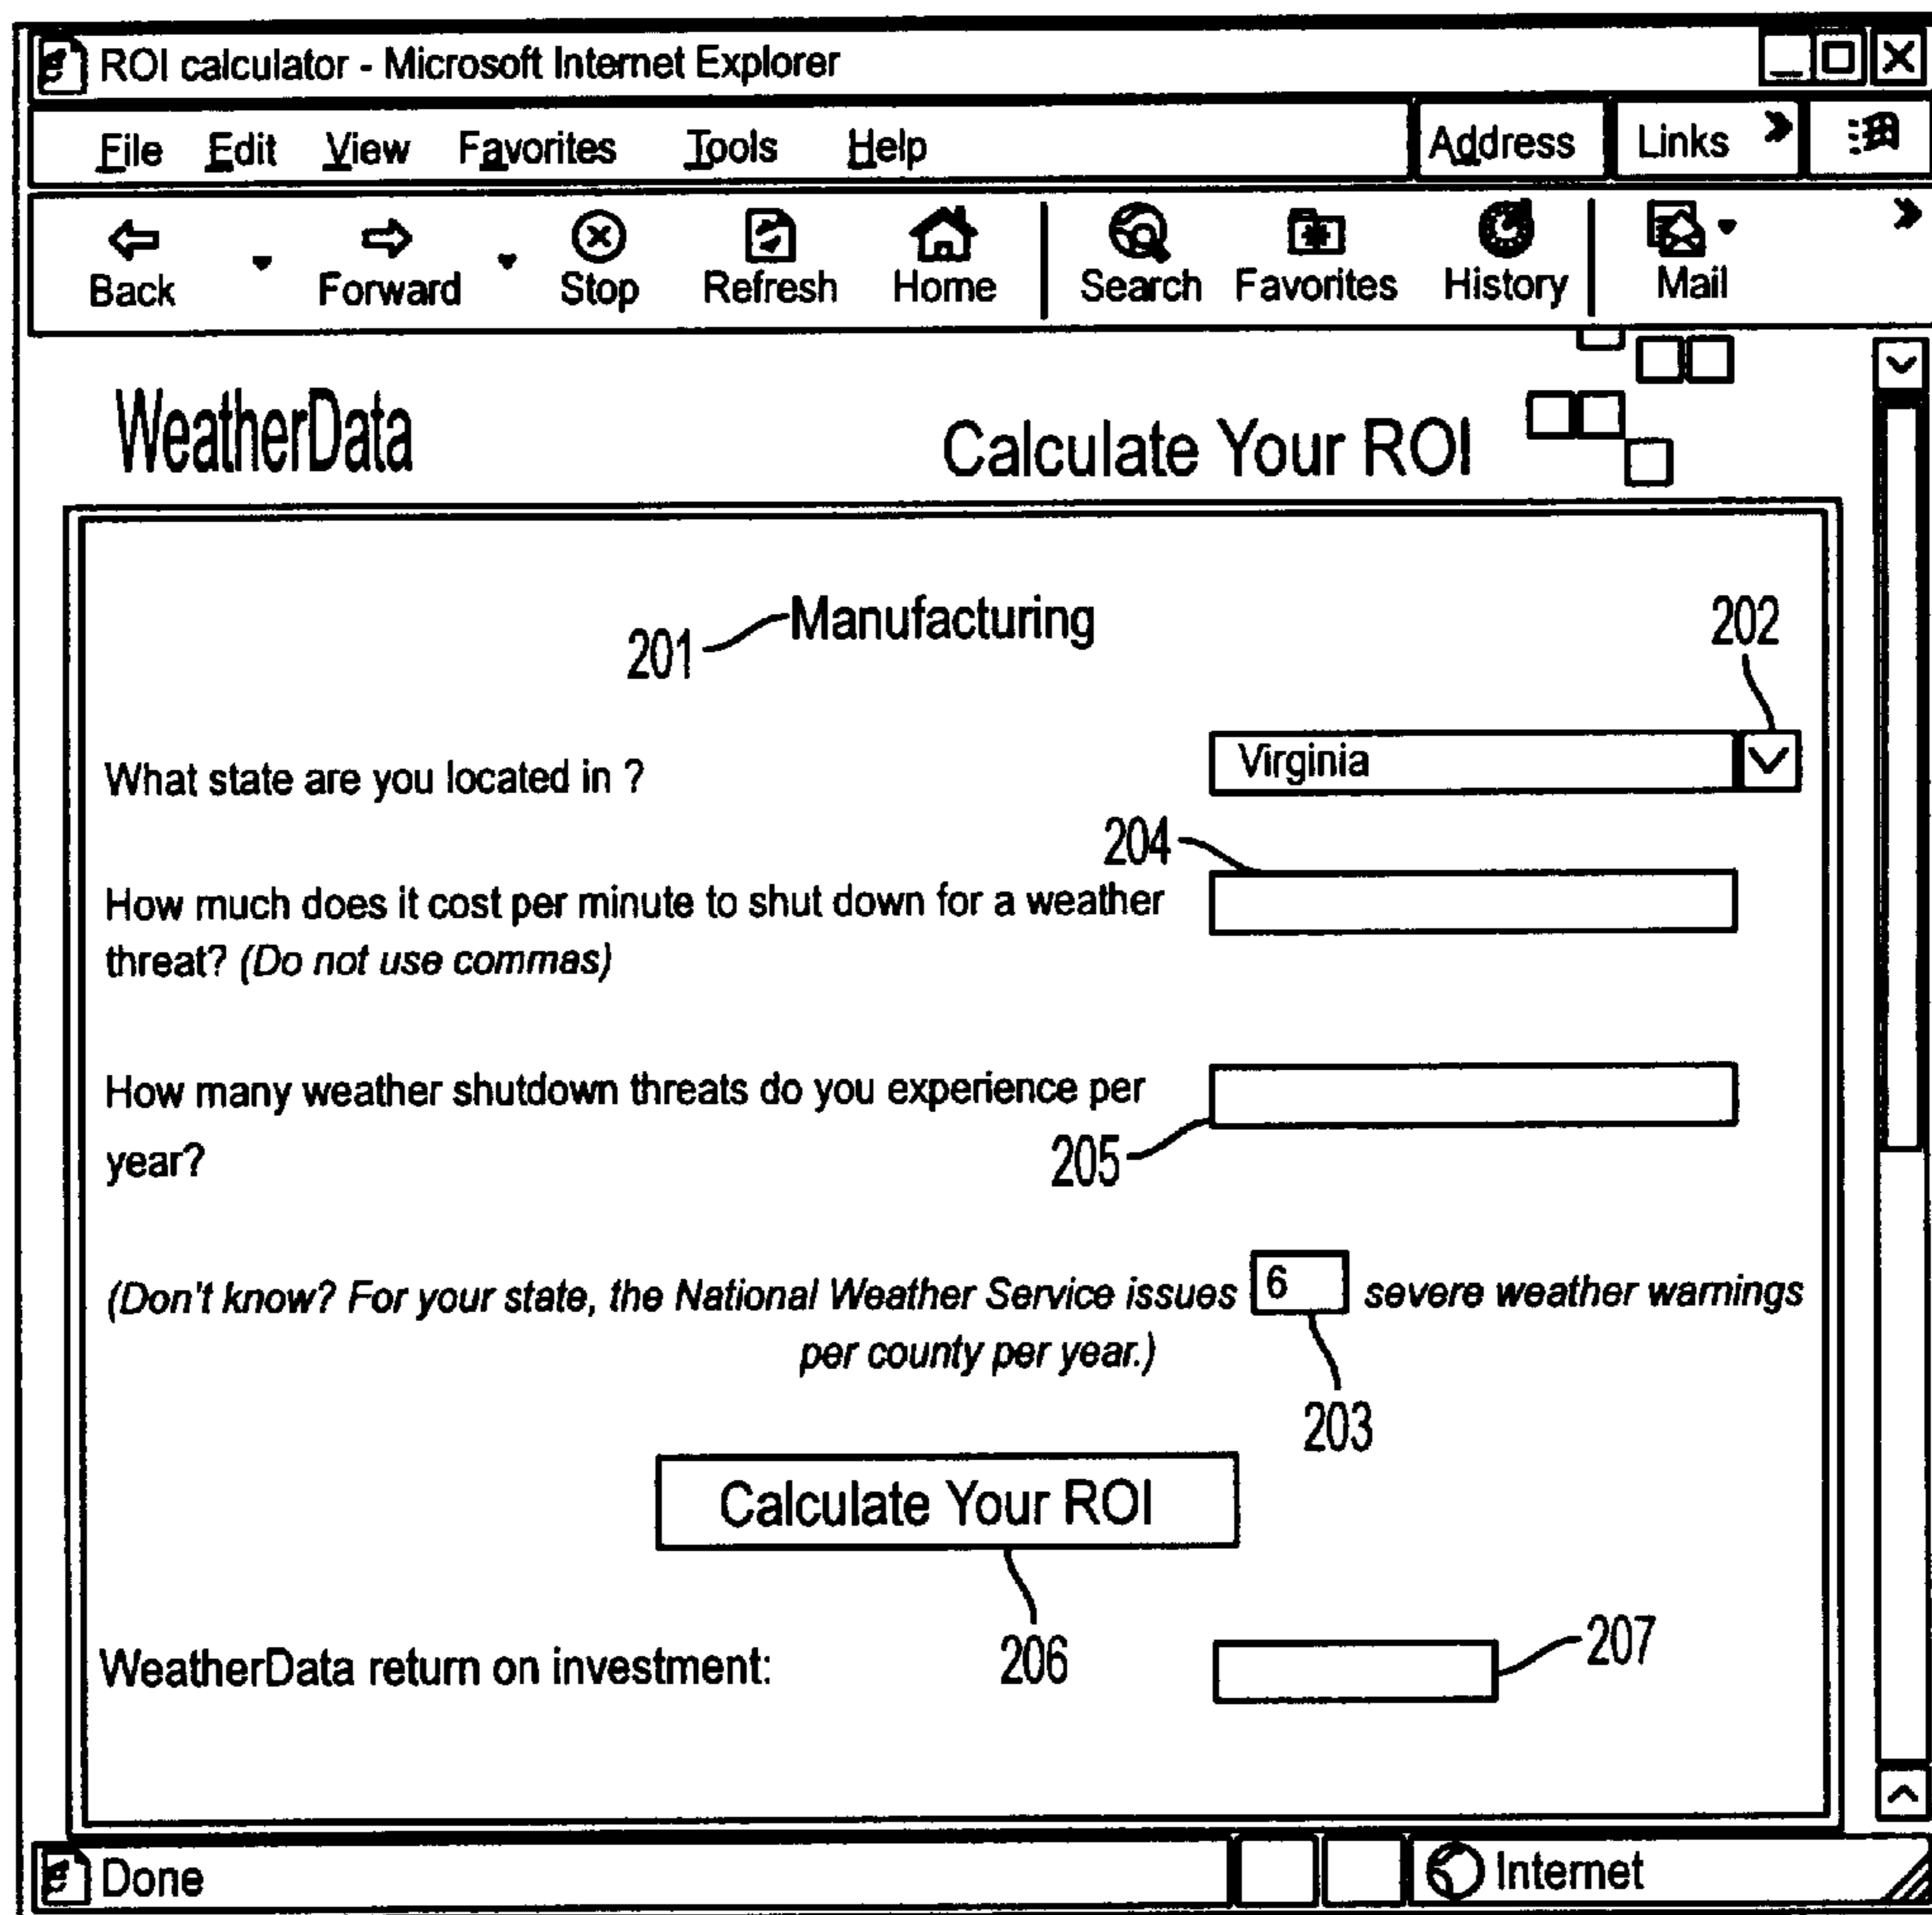 ROI calculator - Microsoft Internet Explorer
File Edit View Favorites Tools Help Address Links
Back Forward Stop Refresh Home Search Favorites History Mail
WeatherData Calculate Your ROI
201 Manufacturing 202
What state are you located in ? Virginia
204
How much does it cost per minute to shut down for a weather
threat? (Do not use commas)
How many weather shutdown threats do you experience per
year? 205
(Don't know? For your state, the National Weather Service issues 6 severe weather warnings
per county per year.)
203
Calculate Your ROI
WeatherData return on investment: 206 207
Done Internet